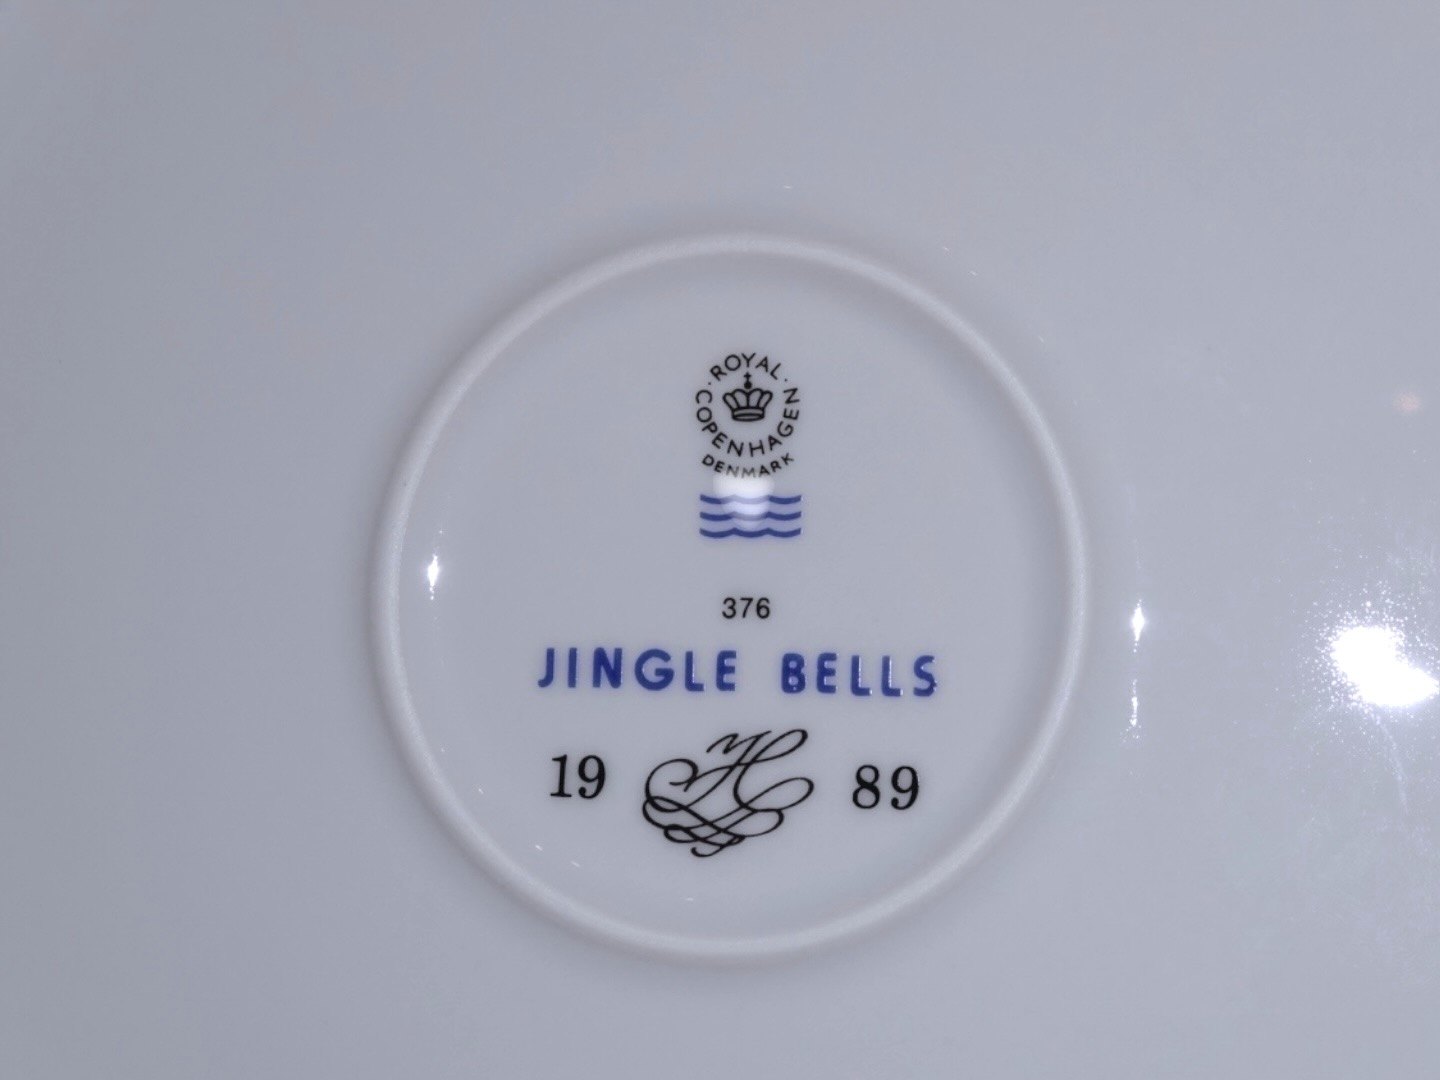 ROYAL
COPENHAGEN
DENMARK
376
JINGLE BELLS
19 H 89